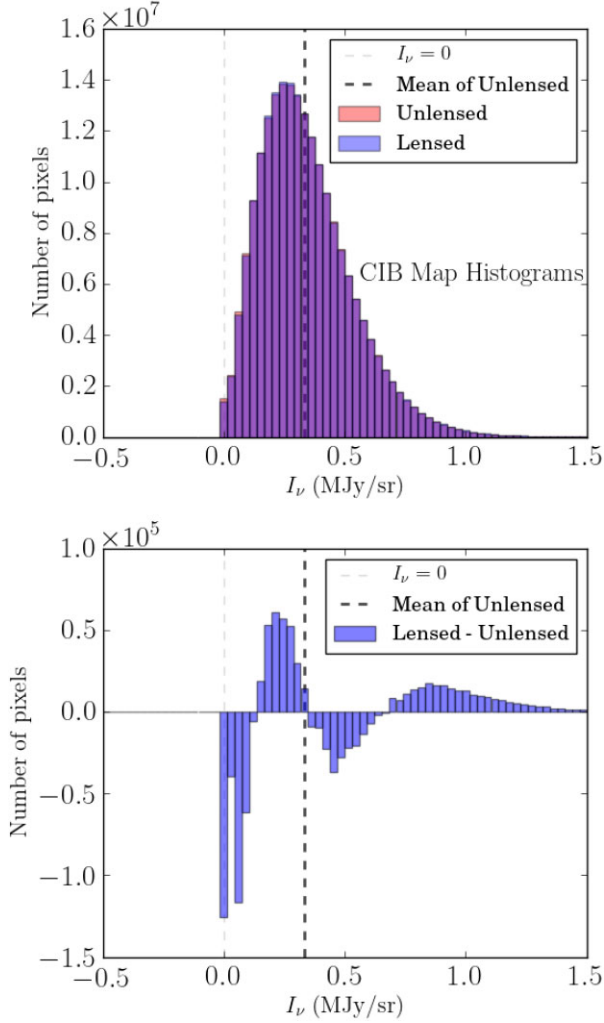 1.6 ×10^7
1.4
1.2
1.0
0.8
0.6
0.4
0.2
0.0
−0.5 0.0 0.5 1.0 1.5
Number of pixels
I_ν (MJy/sr)
I_ν = 0
Mean of Unlensed
Unlensed
Lensed
CIB Map Histograms
1.0 ×10^5
0.5
0.0
−0.5
−1.0
−1.5
−0.5 0.0 0.5 1.0 1.5
Number of pixels
I_ν (MJy/sr)
I_ν = 0
Mean of Unlensed
Lensed - Unlensed